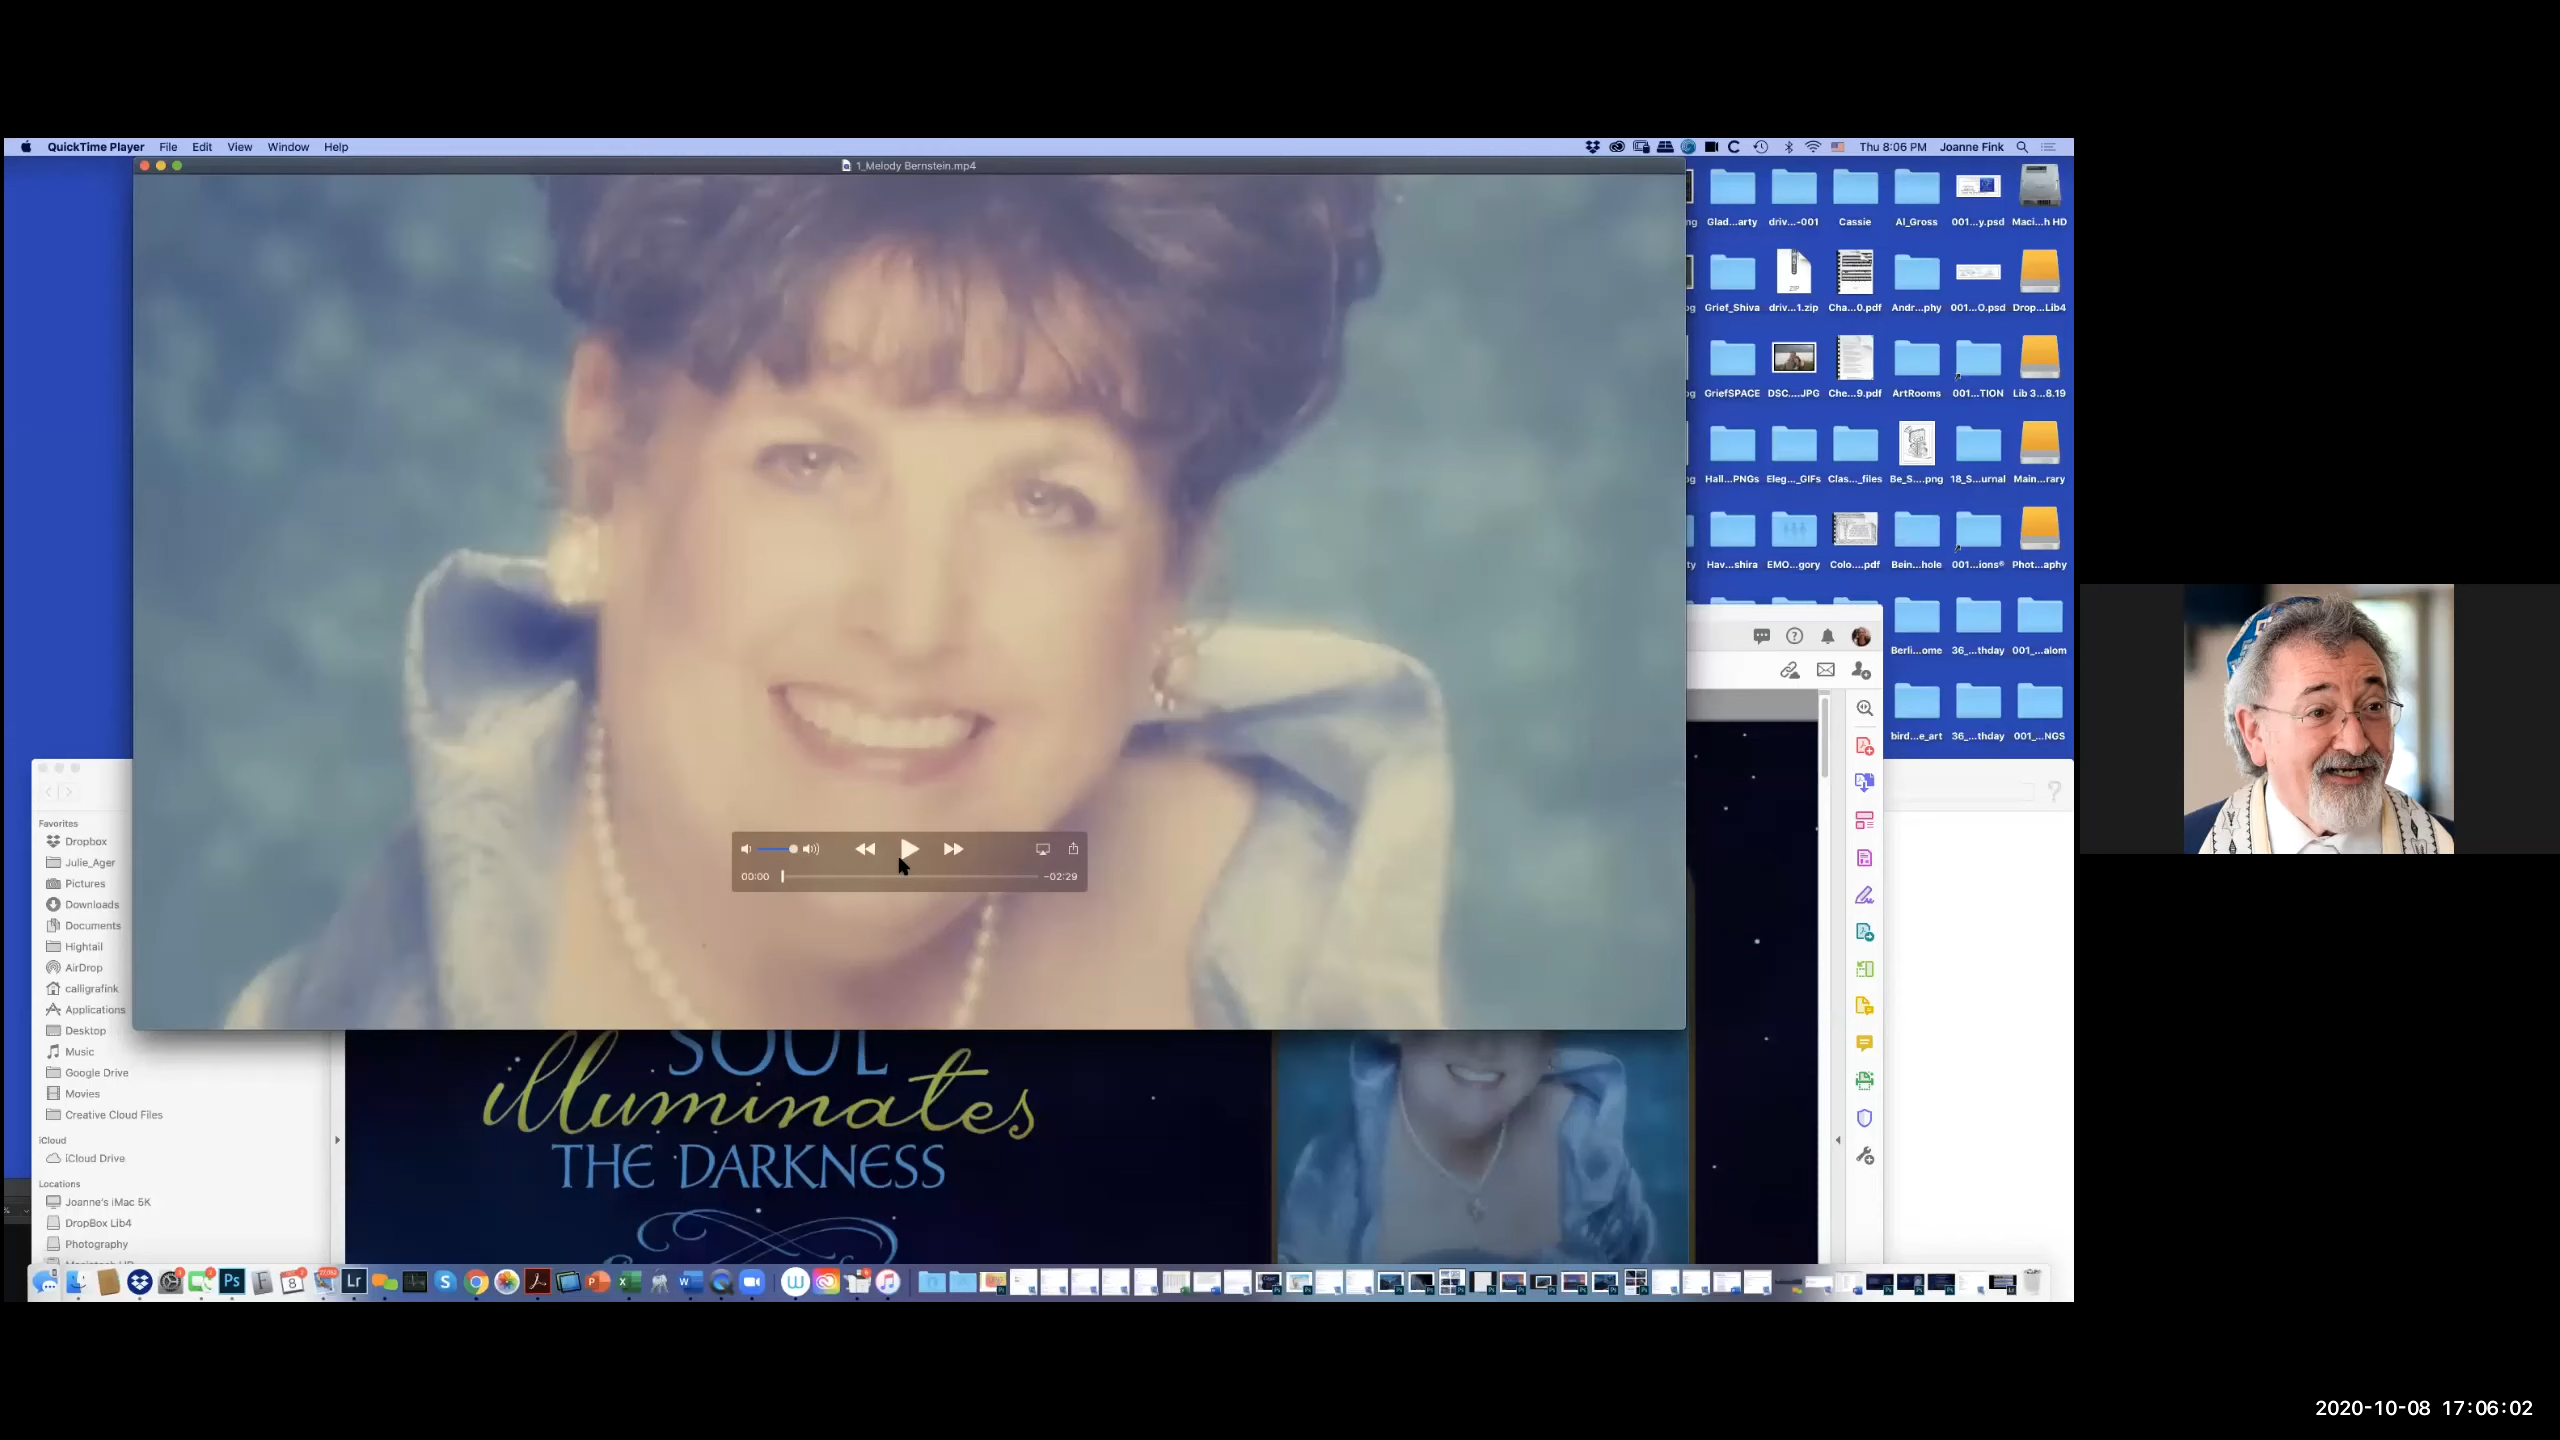 QuickTime Player File Edit View Window Help
Thu 8:06 PM Joanne Fink
1_Melody Bernstein.mp4
Glad...arty driv...-001 Cassie Al_Gross 001...y.psd Maci...h HD
Grief_Shiva driv...1.zip Cha...0.pdf Andr...phy 001...O.psd Drop...Lib4
GriefSPACE DSC....JPG Che...9.pdf ArtRooms 001...TION Lib 3...8.19
Hall...PNGs Eleg..._GIFs Clas..._files Be_S....png 18_S...urnal Main...rary
Hav...shira EMO...gory Colo....pdf Bein...hole 001...ions® Phot...aphy
Berli...ome 36_...thday 001_...alom
bird...e_art 36_...thday 001_...NGS
00:00 -02:29
Favorites
Dropbox
Julie_Ager
Pictures
Downloads
Documents
Hightail
AirDrop
calligrafink
Applications
Desktop
Music
Google Drive
Movies
Creative Cloud Files
iCloud
iCloud Drive
Locations
Joanne's iMac 5K
DropBox Lib4
Photography
SOUL
illuminates
THE DARKNESS
2020-10-08 17:06:02